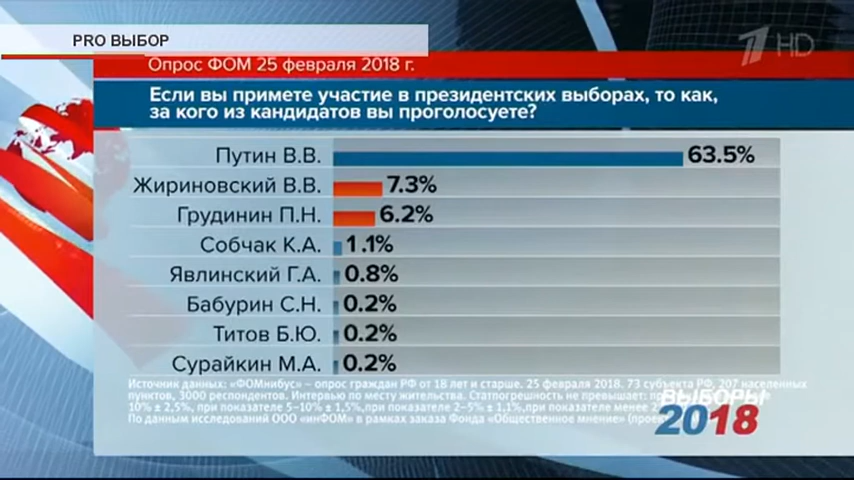 PRO ВЫБОР
1 HD
Опрос ФОМ 25 февраля 2018 г.
Если вы примете участие в президентских выборах, то как,
за кого из кандидатов вы проголосуете?
Путин В.В. 63.5%
Жириновский В.В. 7.3%
Грудинин П.Н. 6.2%
Собчак К.А. 1.1%
Явлинский Г.А. 0.8%
Бабурин С.Н. 0.2%
Титов Б.Ю. 0.2%
Сурайкин М.А. 0.2%
Источник данных: «ФОМнибус» – опрос граждан РФ от 18 лет и старше. 25 февраля 2018. 73 субъекта РФ, 207 населенных
пунктов, 3000 респондентов. Интервью по месту жительства. Статпогрешность не превышает:
10% ± 2,5%, при показателе 5–10% ± 1,5%,при показателе 2–5% ± 1,1%,при показателе менее
По данным исследований ООО «инФОМ» в рамках заказа Фонда «Общественное мнение»
ВЫБОРЫ
2018